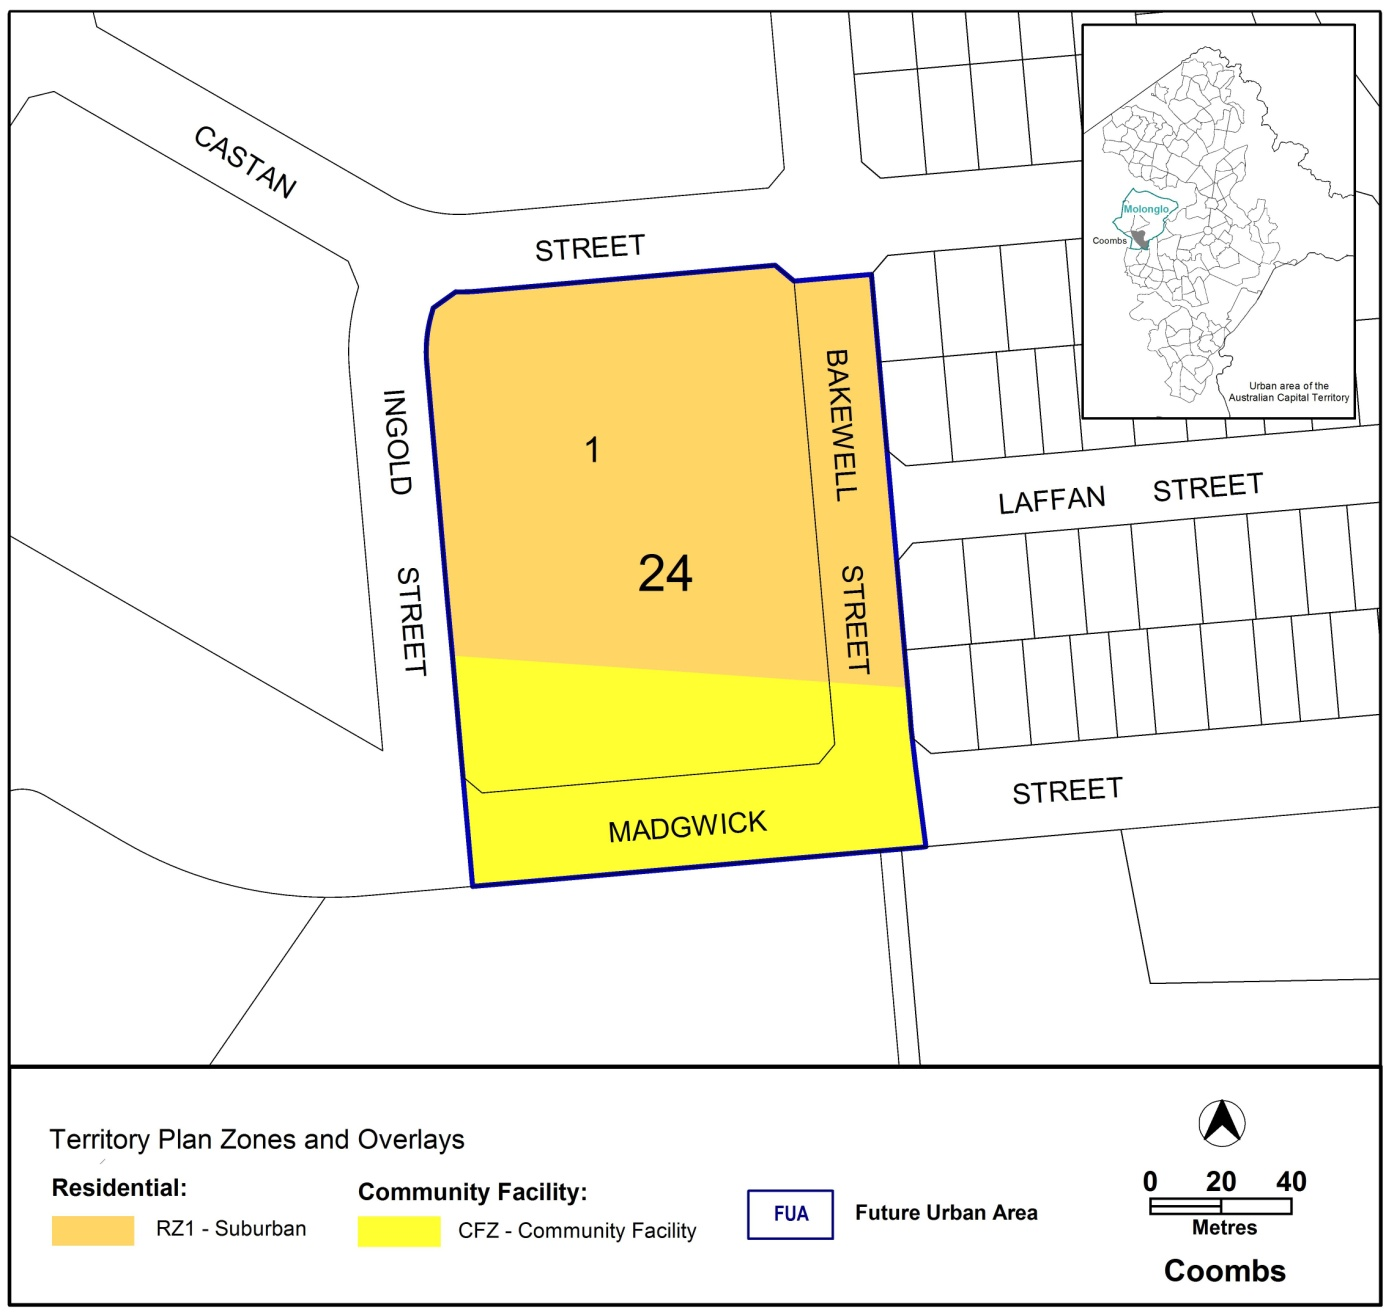 CASTAN
STREET
Molonglo
Coombs
Urban area of the
Australian Capital Territory
INGOLD
STREET
1
24
BAKEWELL
STREET
LAFFAN STREET
MADGWICK
STREET
Territory Plan Zones and Overlays
Residential:
RZ1 - Suburban
Community Facility:
CFZ - Community Facility
FUA
Future Urban Area
0 20 40
Metres
Coombs